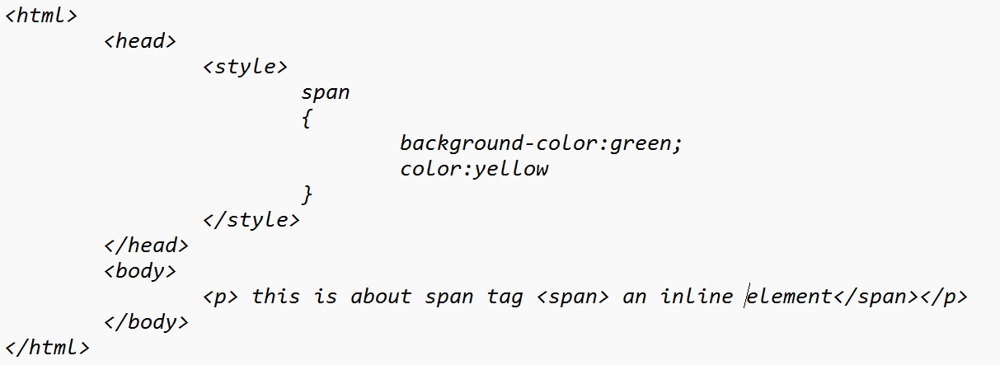 <html>
<head>
<style>
span
{
background-color:green;
color:yellow
}
</style>
</head>
<body>
<p> this is about span tag <span> an inline element</span></p>
</body>
</html>